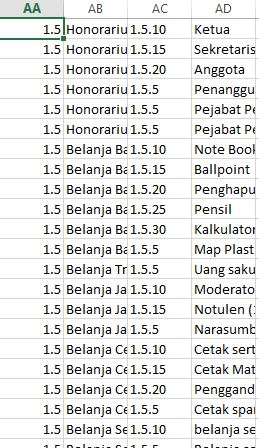 AA AB AC AD
1.5 Honorariu 1.5.10 Ketua
1.5 Honorariu 1.5.15 Sekretaris
1.5 Honorariu 1.5.20 Anggota
1.5 Honorariu 1.5.5 Penanggu
1.5 Honorariu 1.5.5 Pejabat Pe
1.5 Honorariu 1.5.5 Pejabat Pe
1.5 Belanja Ba 1.5.10 Note Book
1.5 Belanja Ba 1.5.15 Ballpoint
1.5 Belanja Ba 1.5.20 Penghapu
1.5 Belanja Ba 1.5.25 Pensil
1.5 Belanja Ba 1.5.30 Kalkulator
1.5 Belanja Ba 1.5.5 Map Plast
1.5 Belanja Tr 1.5.5 Uang saku
1.5 Belanja Ja 1.5.10 Moderato
1.5 Belanja Ja 1.5.15 Notulen (
1.5 Belanja Ja 1.5.5 Narasumb
1.5 Belanja Ce 1.5.10 Cetak sert
1.5 Belanja Ce 1.5.15 Cetak Mat
1.5 Belanja Ce 1.5.20 Penggand
1.5 Belanja Ce 1.5.5 Cetak spa
1.5 Belanja Se 1.5.10 belanja se